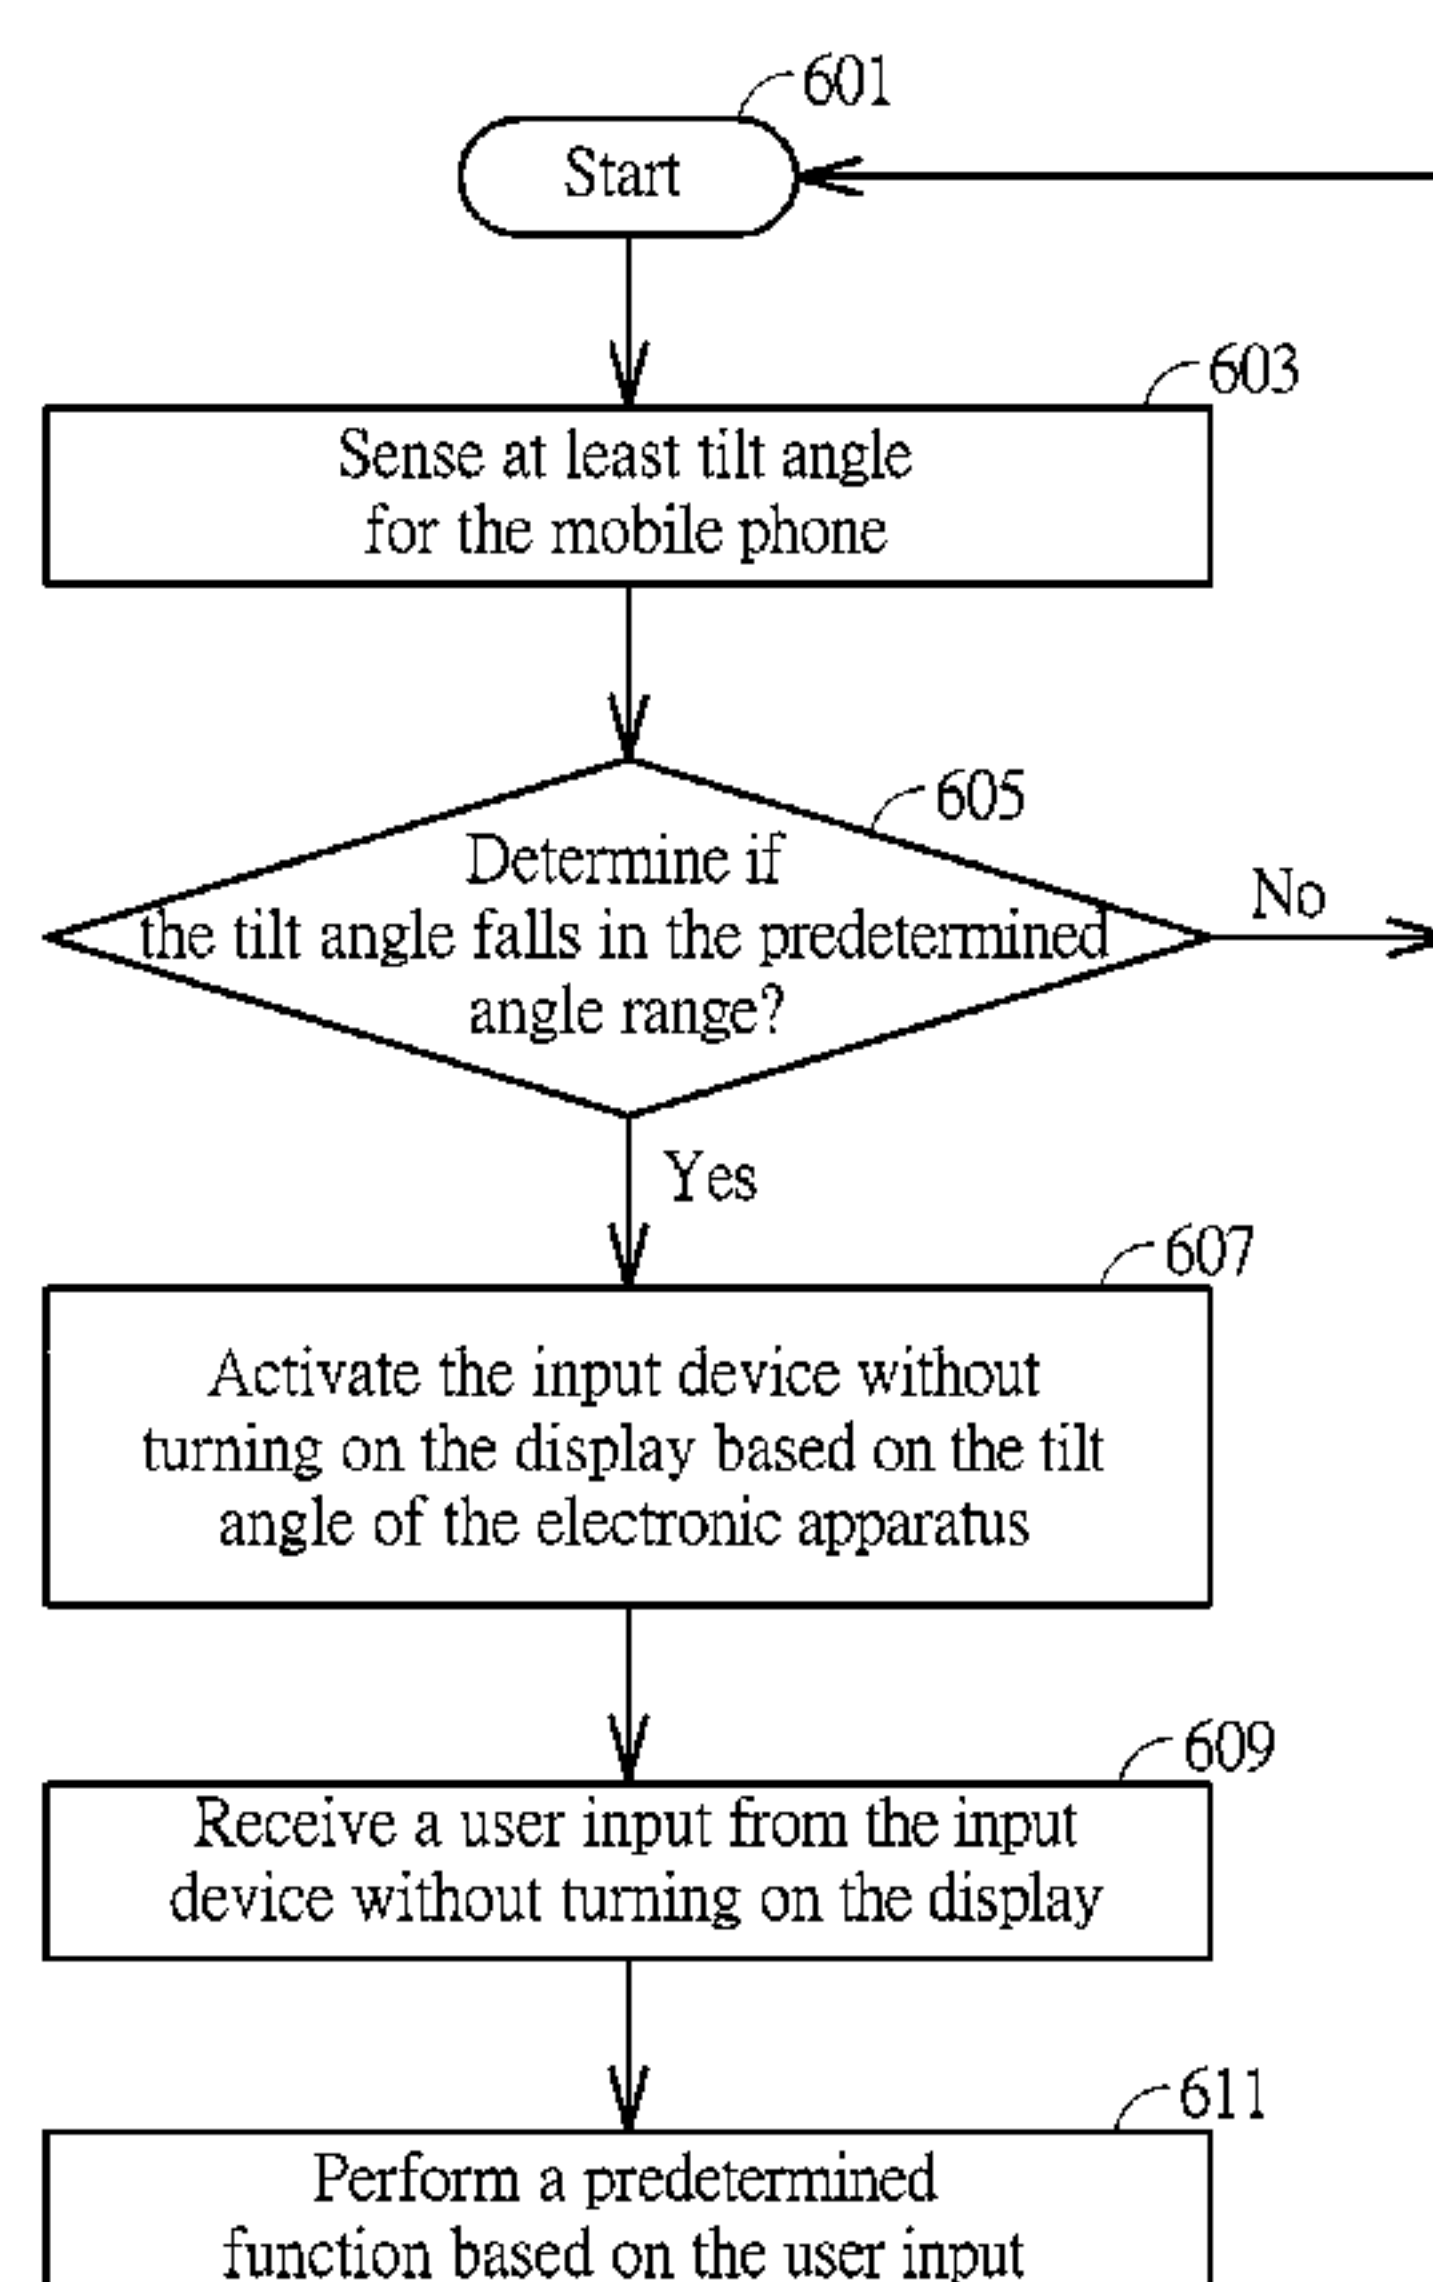 601
Start
603
Sense at least tilt angle
for the mobile phone
605
Determine if
the tilt angle falls in the predetermined
angle range?
No
Yes
607
Activate the input device without
turning on the display based on the tilt
angle of the electronic apparatus
609
Receive a user input from the input
device without turning on the display
611
Perform a predetermined
function based on the user input